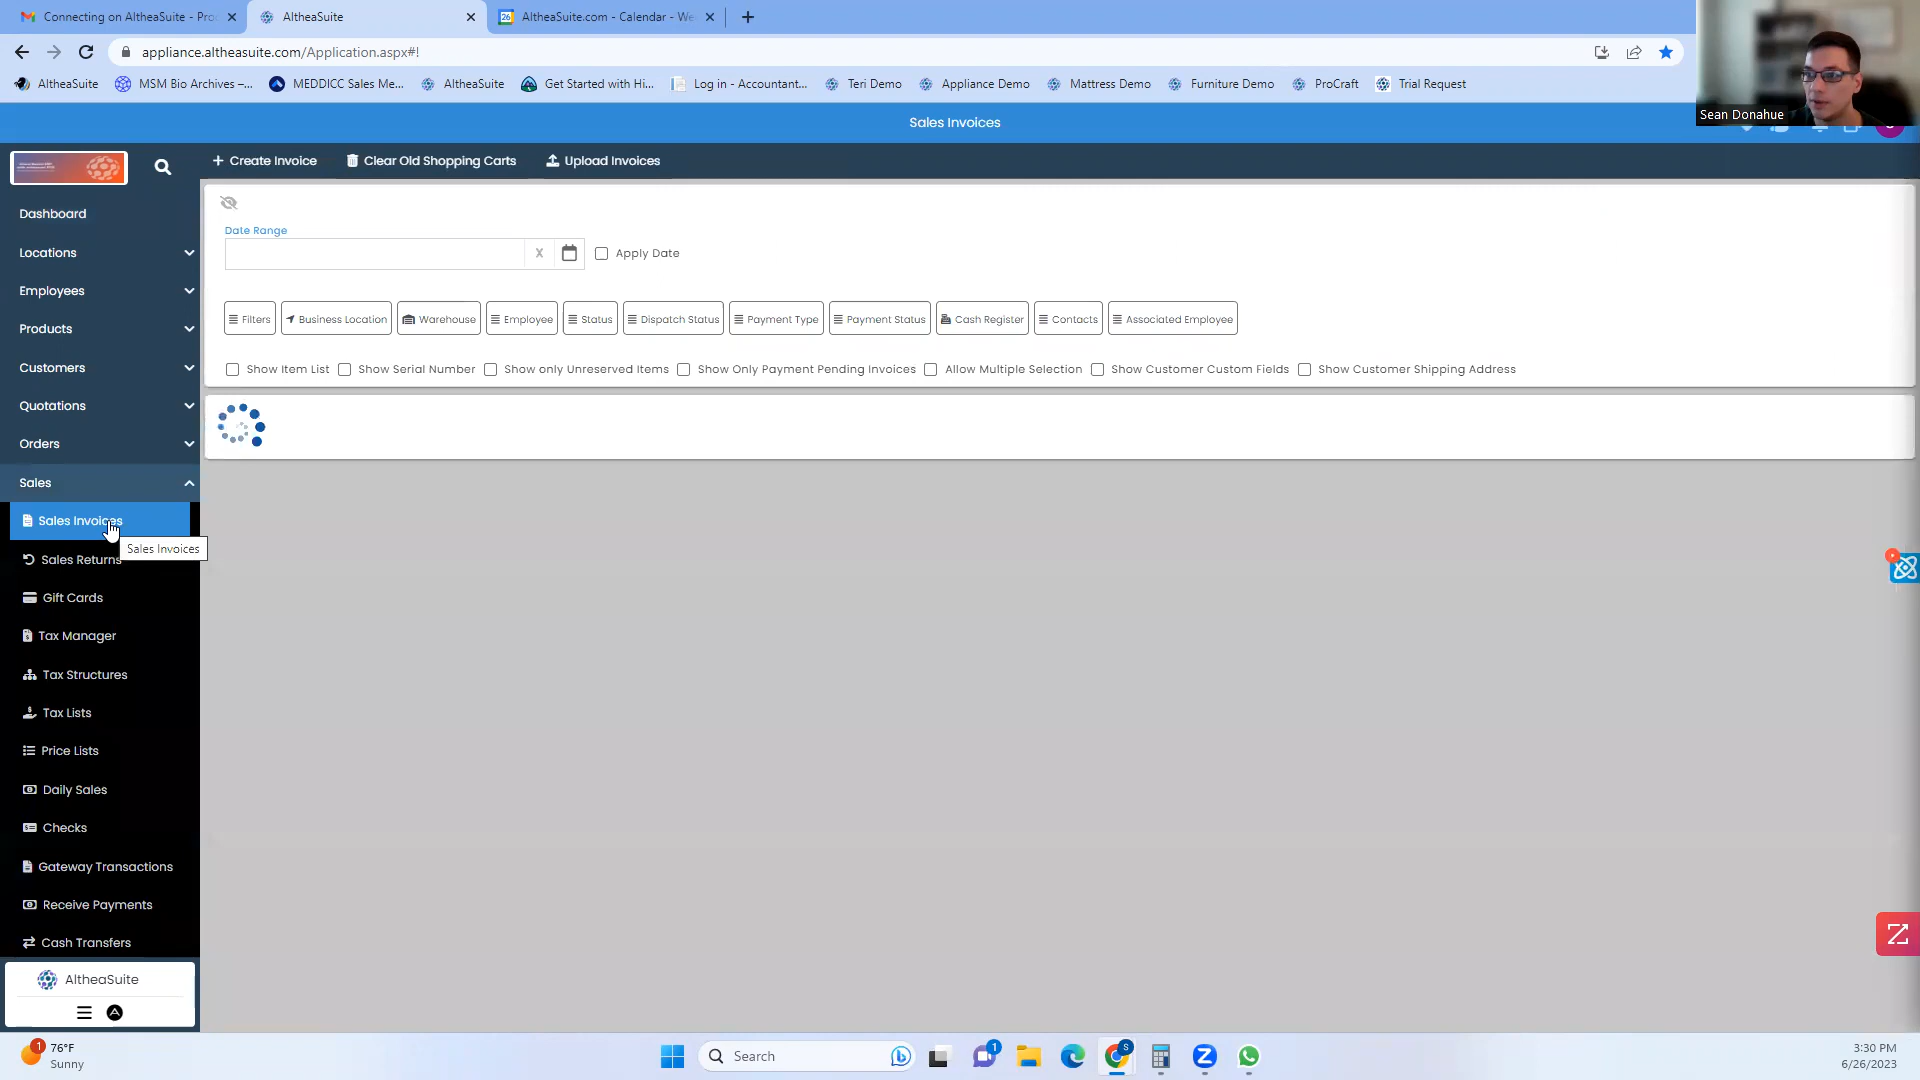 Connecting on AltheaSuite - Pro
AltheaSuite
AltheaSuite.com - Calendar - We
appliance.altheasuite.com/Application.aspx#!
AltheaSuite
MSM Bio Archives –...
MEDDICC Sales Me...
AltheaSuite
Get Started with Hi...
Log in - Accountant...
Teri Demo
Appliance Demo
Mattress Demo
Furniture Demo
ProCraft
Trial Request
Sean Donahue
Sales Invoices
Create Invoice
Clear Old Shopping Carts
Upload Invoices
Dashboard
Locations
Employees
Products
Customers
Quotations
Orders
Sales
Sales Invoices
Sales Invoices
Sales Returns
Gift Cards
Tax Manager
Tax Structures
Tax Lists
Price Lists
Daily Sales
Checks
Gateway Transactions
Receive Payments
Cash Transfers
AltheaSuite
Date Range
X
Apply Date
Filters
Business Location
Warehouse
Employee
Status
Dispatch Status
Payment Type
Payment Status
Cash Register
Contacts
Associated Employee
Show Item List
Show Serial Number
Show only Unreserved Items
Show Only Payment Pending Invoices
Allow Multiple Selection
Show Customer Custom Fields
Show Customer Shipping Address
1
76°F
Sunny
Search
1
S
3:30 PM
6/26/2023